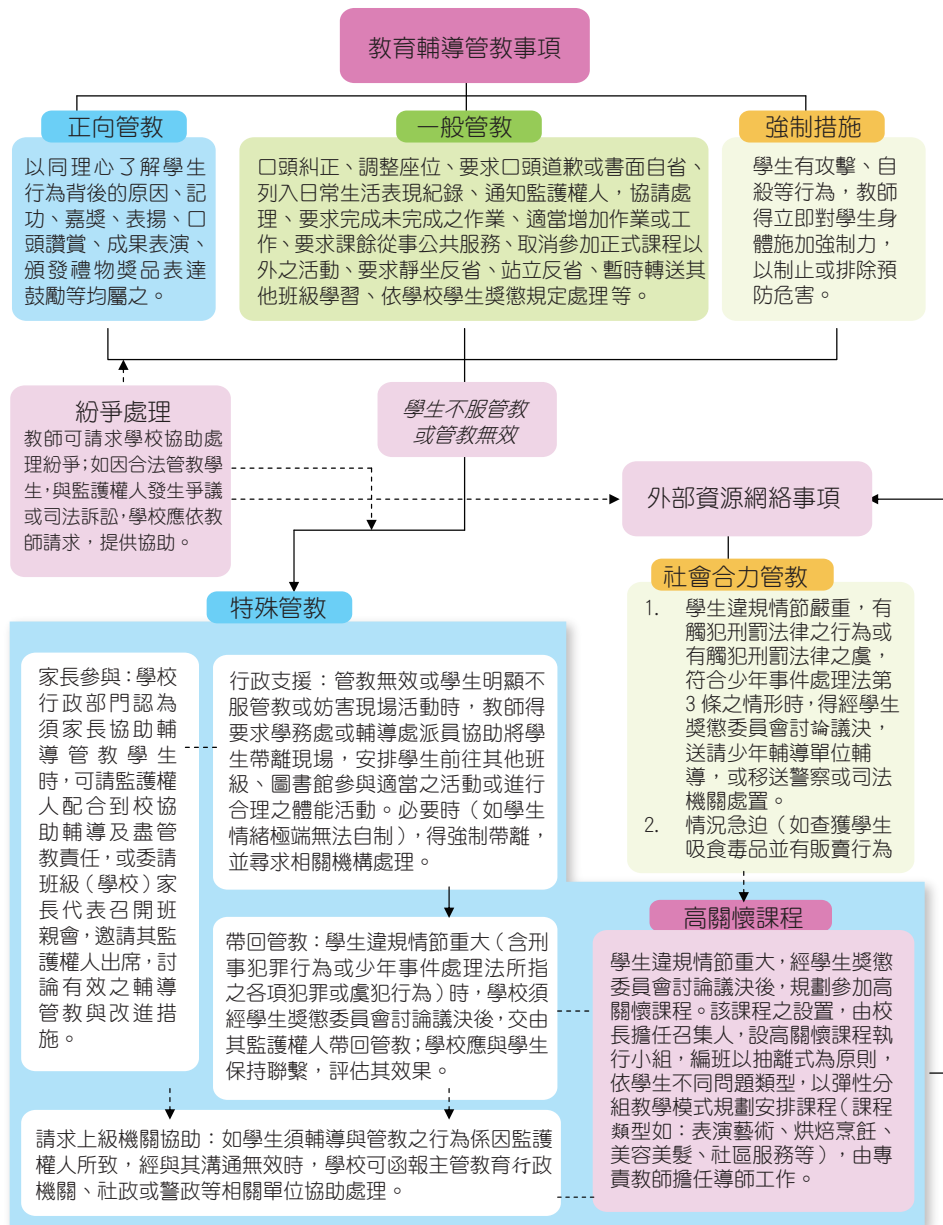 教育輔導管教事項
正向管教
以同理心了解學生
行為背後的原因、記
功、嘉獎、表揚、口
頭讚賞、成果表演、
頒發禮物獎品表達
鼓勵等均屬之。
一般管教
口頭糾正、調整座位、要求口頭道歉或書面自省、
列入日常生活表現紀錄、通知監護權人，協請處
理、要求完成未完成之作業、適當增加作業或工
作、要求課餘從事公共服務、取消參加正式課程以
外之活動、要求靜坐反省、站立反省、暫時轉送其
他班級學習、依學校學生獎懲規定處理等。
強制措施
學生有攻擊、自
殺等行為，教師
得立即對學生身
體施加強制力，
以制止或排除預
防危害。
紛爭處理
教師可請求學校協助處
理紛爭；如因合法管教學
生，與監護權人發生爭議
或司法訴訟，學校應依教
師請求，提供協助。
學生不服管教
或管教無效
外部資源網絡事項
社會合力管教
1. 學生違規情節嚴重，有
觸犯刑罰法律之行為或
有觸犯刑罰法律之虞，
符合少年事件處理法第
3 條之情形時，得經學生
獎懲委員會討論議決，
送請少年輔導單位輔
導，或移送警察或司法
機關處置。
2. 情況急迫（如查獲學生
吸食毒品並有販賣行為
特殊管教
家長參與：學校
行政部門認為
須家長協助輔
導管教學生
時，可請監護權
人配合到校協
助輔導及盡管
教責任，或委請
班級（學校）家
長代表召開班
親會，邀請其監
護權人出席，討
論有效之輔導
管教與改進措
施。
行政支援：管教無效或學生明顯不
服管教或妨害現場活動時，教師得
要求學務處或輔導處派員協助將學
生帶離現場，安排學生前往其他班
級、圖書館參與適當之活動或進行
合理之體能活動。必要時（如學生
情緒極端無法自制），得強制帶離，
並尋求相關機構處理。
帶回管教：學生違規情節重大（含刑
事犯罪行為或少年事件處理法所指
之各項犯罪或虞犯行為）時，學校須
經學生獎懲委員會討論議決後，交由
其監護權人帶回管教；學校應與學生
保持聯繫，評估其效果。
請求上級機關協助：如學生須輔導與管教之行為係因監護
權人所致，經與其溝通無效時，學校可函報主管教育行政
機關、社政或警政等相關單位協助處理。
高關懷課程
學生違規情節重大，經學生獎懲
委員會討論議決後，規劃參加高
關懷課程。該課程之設置，由校
長擔任召集人，設高關懷課程執
行小組，編班以抽離式為原則，
依學生不同問題類型，以彈性分
組教學模式規劃安排課程（課程
類型如：表演藝術、烘焙烹飪、
美容美髮、社區服務等），由專
責教師擔任導師工作。